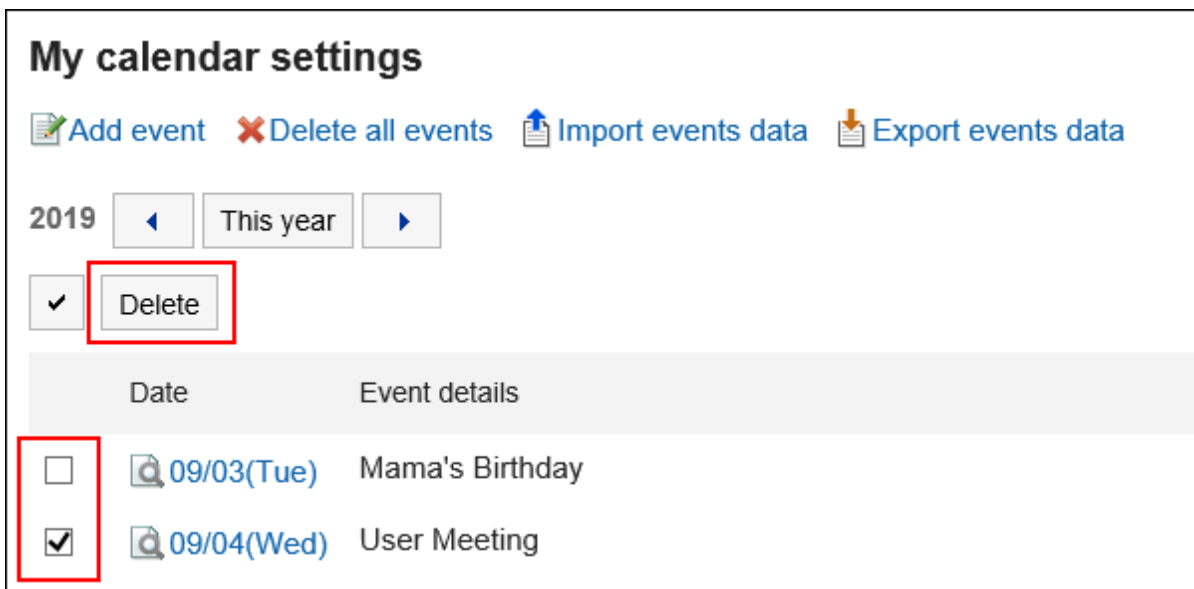 My calendar settings
Add event Delete all events Import events data Export events data
2019 This year
Delete
Date Event details
09/03(Tue) Mama's Birthday
09/04(Wed) User Meeting